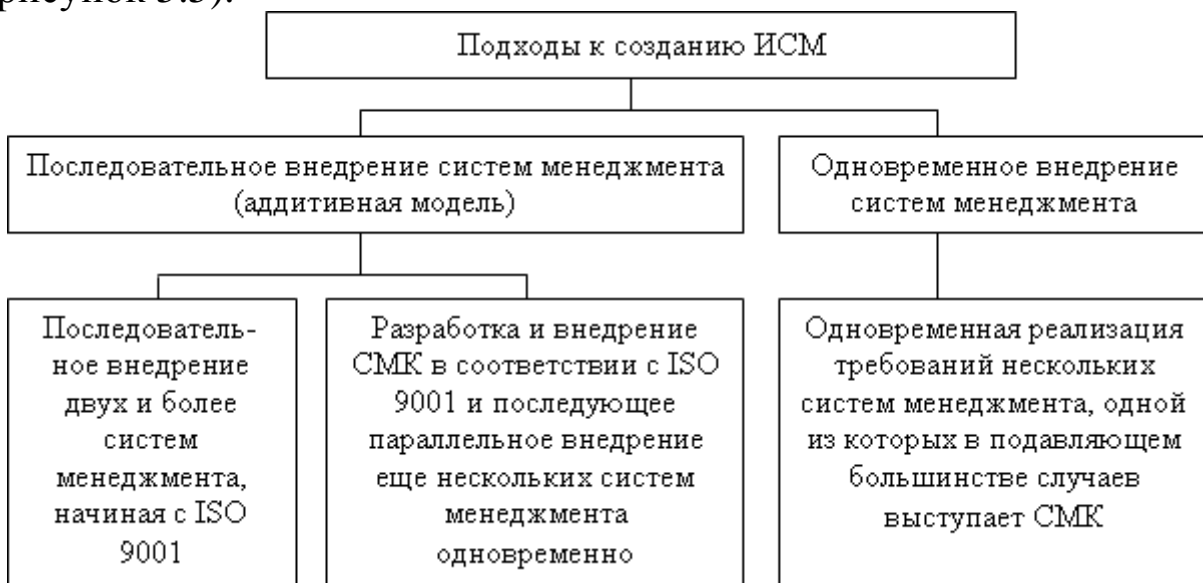 рисунок 3.3).
Подходы к созданию ИСМ
Последовательное внедрение систем менеджмента
(аддитивная модель)
Одновременное внедрение
систем менеджмента
Последователь-
ное внедрение
двух и более
систем
менеджмента,
начиная с ISO
9001
Разработка и внедрение
СМК в соответствии с ISO
9001 и последующее
параллельное внедрение
еще нескольких систем
менеджмента
одновременно
Одновременная реализация
требований нескольких
систем менеджмента, одной
из которых в подавляющем
большинстве случаев
выступает СМК